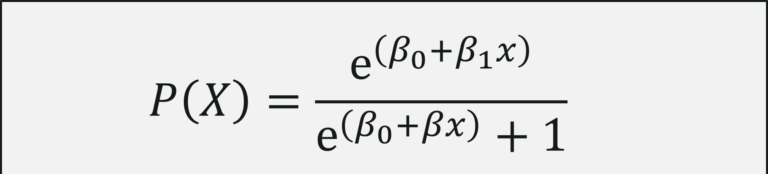 P(X) = e^(β₀+β₁x) / e^(β₀+βx) + 1